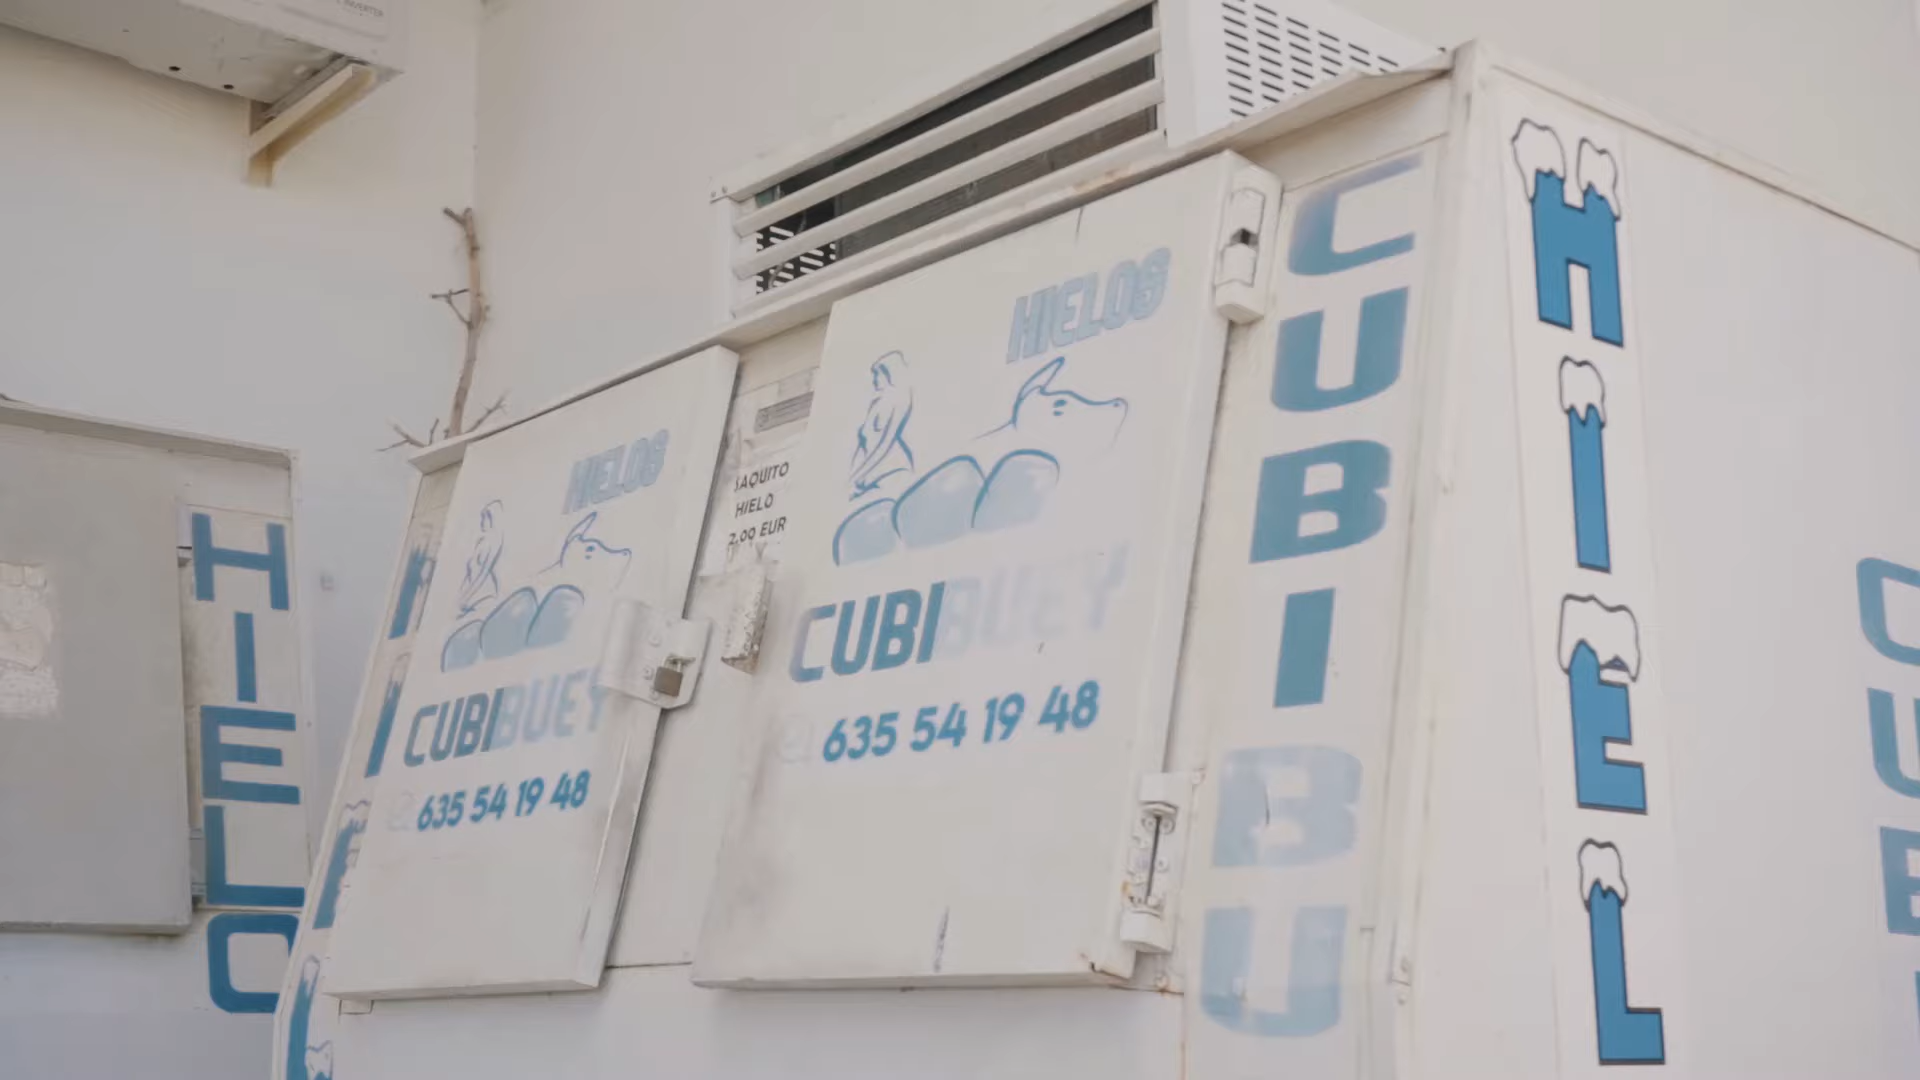 INVERTER
HIELO
HIELOS
CUBIBUEY
635 54 19 48
SAQUITO
HIELO
2,00 EUR
HIELOS
CUBIBUEY
635 54 19 48
CUBIBU
HIEL
CUB